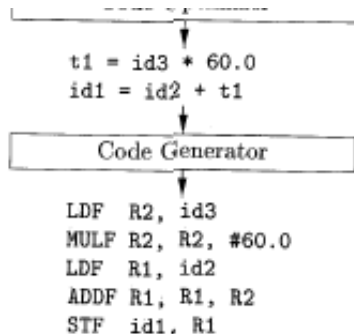 t1 = id3 * 60.0
id1 = id2 + t1
Code Generator
LDF R2, id3
MULF R2, R2, #60.0
LDF R1, id2
ADDF R1, R1, R2
STF id1, R1